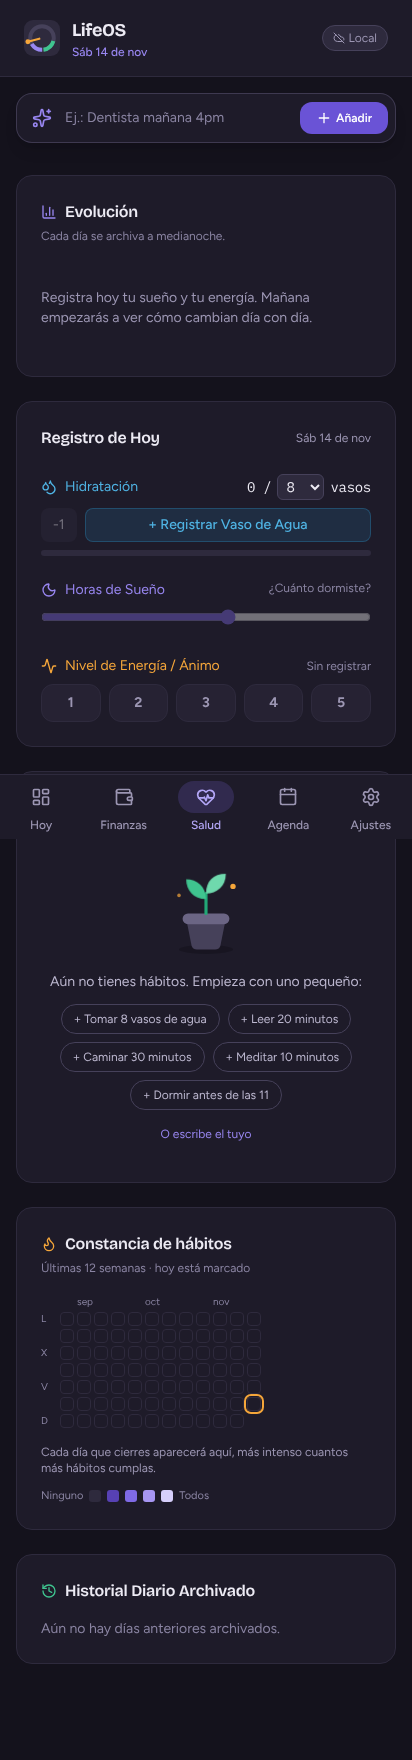 LifeOS
Sáb 14 de nov
Local
Ej.: Dentista mañana 4pm
+ Añadir
Evolución
Cada día se archiva a medianoche.
Registra hoy tu sueño y tu energía. Mañana
empezarás a ver cómo cambian día con día.
Registro de Hoy
Sáb 14 de nov
Hidratación
0 / 8 vasos
-1
+ Registrar Vaso de Agua
Horas de Sueño
¿Cuánto dormiste?
Nivel de Energía / Ánimo
Sin registrar
1 2 3 4 5
Hoy
Finanzas
Salud
Agenda
Ajustes
Aún no tienes hábitos. Empieza con uno pequeño:
+ Tomar 8 vasos de agua
+ Leer 20 minutos
+ Caminar 30 minutos
+ Meditar 10 minutos
+ Dormir antes de las 11
O escribe el tuyo
Constancia de hábitos
Últimas 12 semanas · hoy está marcado
sep oct nov
L
X
V
D
Cada día que cierres aparecerá aquí, más intenso cuantos
más hábitos cumplas.
Ninguno
Todos
Historial Diario Archivado
Aún no hay días anteriores archivados.